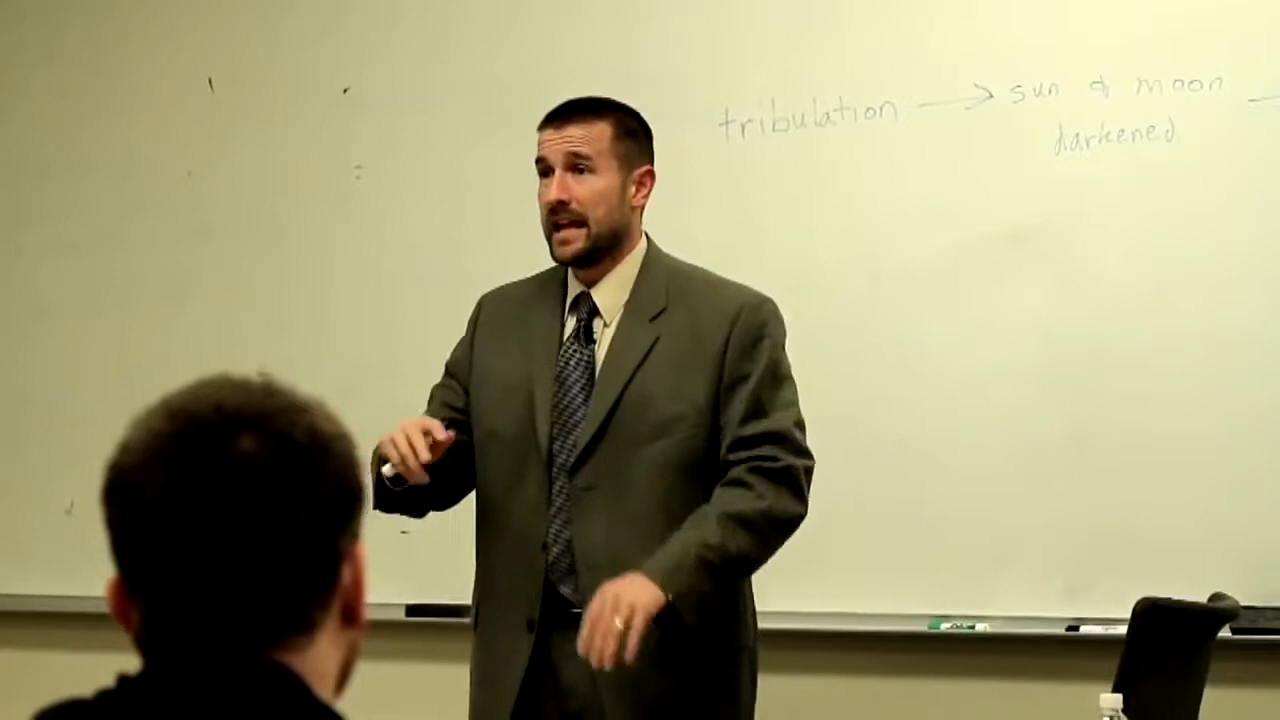 tribulation → sun & moon →
darkened